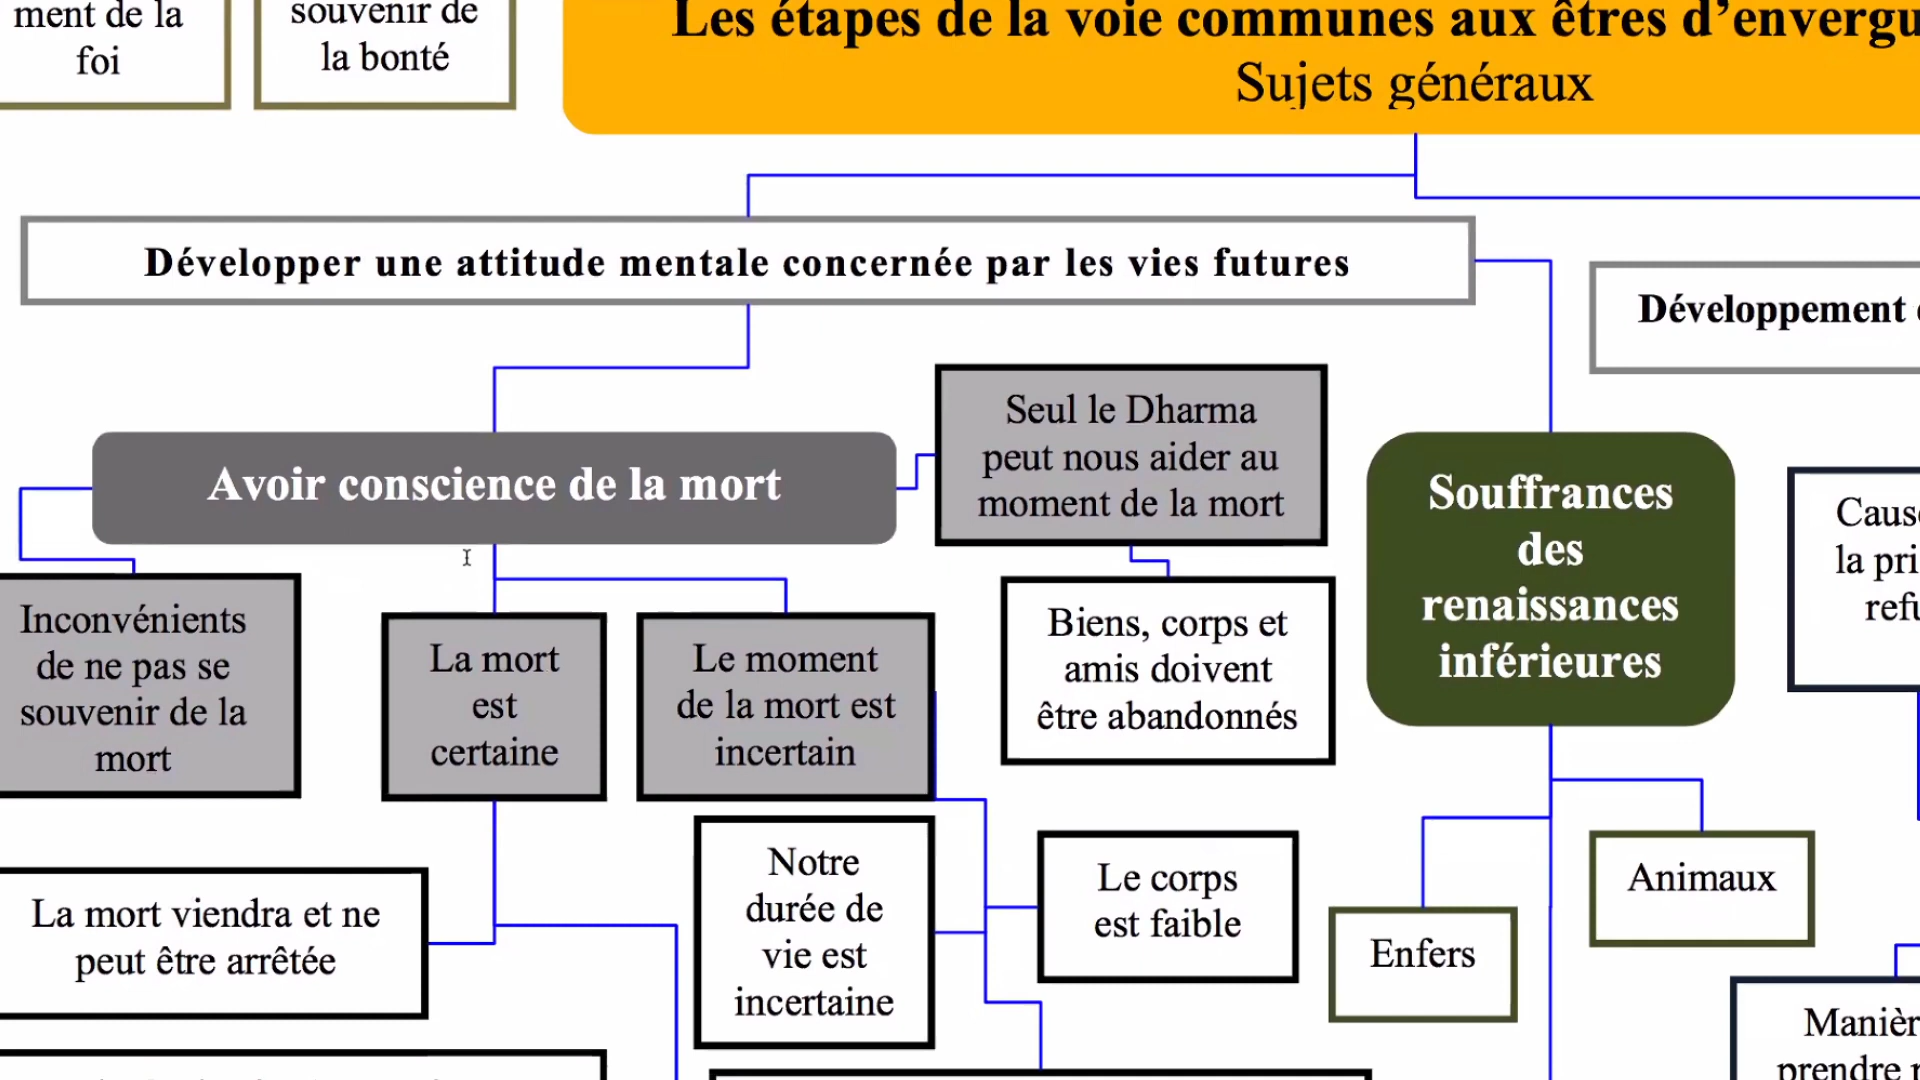 ment de la
foi
souvenir de
la bonté
Les étapes de la voie communes aux êtres
Sujets généraux
Développer une attitude mentale concernée par les vies futures
Développement
Avoir conscience de la mort
Seul le Dharma
peut nous aider au
moment de la mort
Souffrances
des
renaissances
inférieures
la
Inconvénients
de ne pas se
souvenir de la
mort
La mort
est
certaine
Le moment
de la mort est
incertain
Biens, corps et
amis doivent
être abandonnés
La mort viendra et ne
peut être arrêtée
Notre
durée de
vie est
incertaine
Le corps
est faible
Enfers
Animaux
prendre